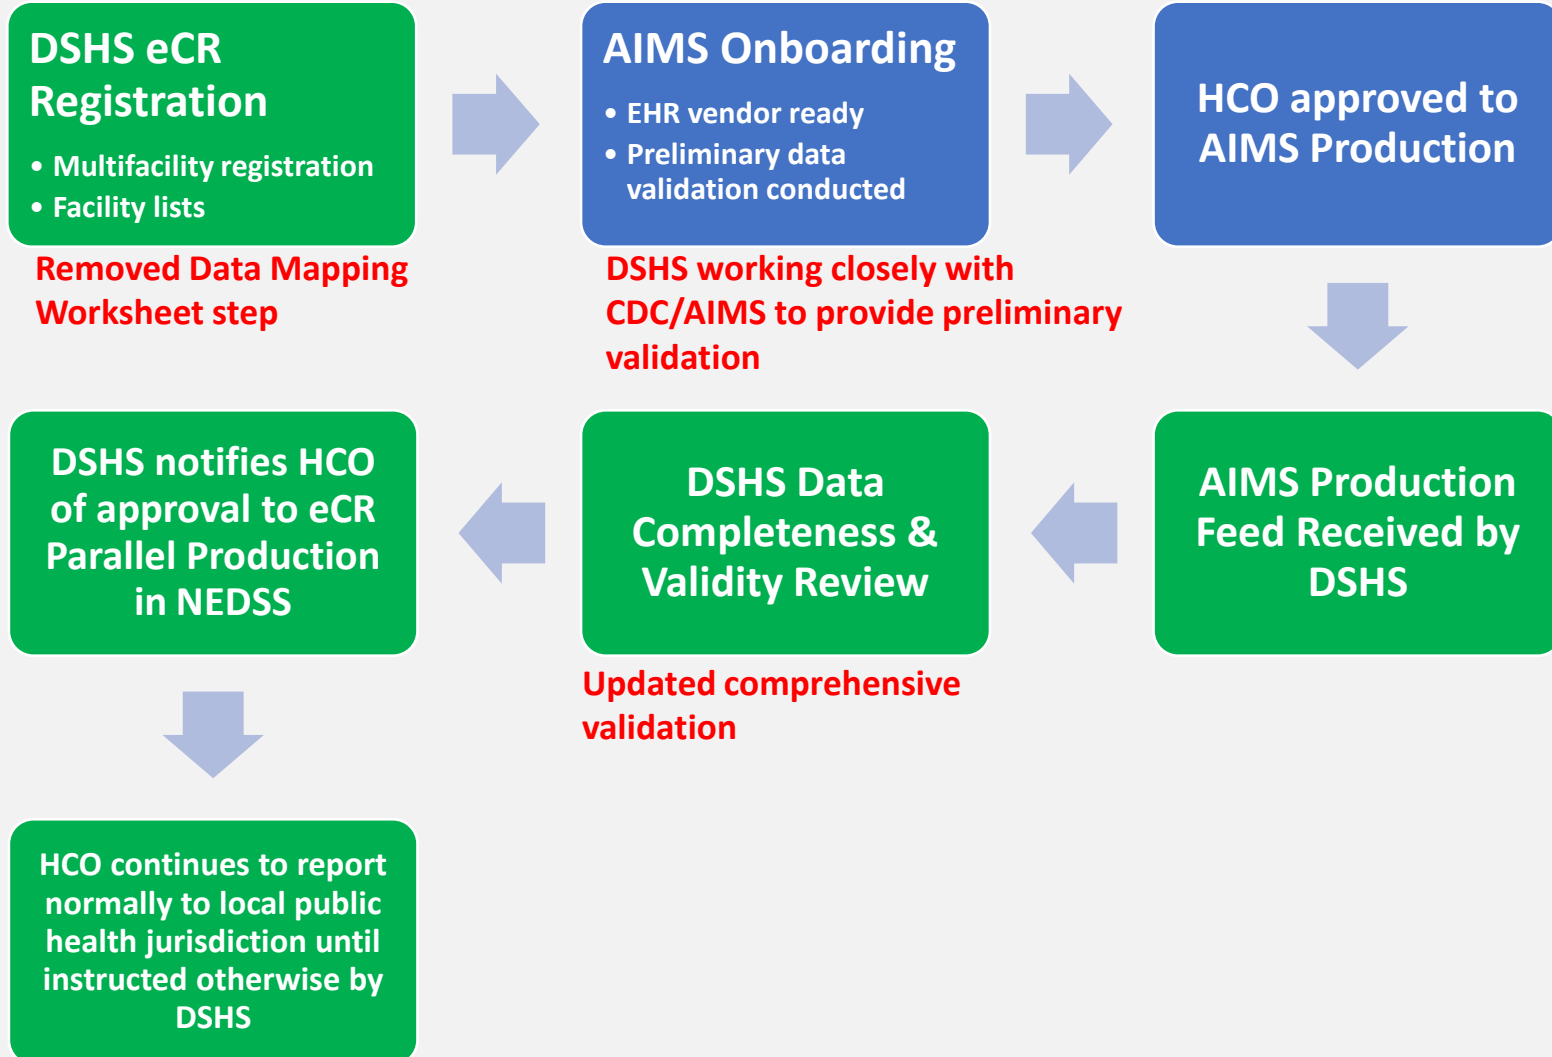 DSHS eCR
Registration
• Multifacility registration
• Facility lists
Removed Data Mapping
Worksheet step
AIMS Onboarding
• EHR vendor ready
• Preliminary data
validation conducted
DSHS working closely with
CDC/AIMS to provide preliminary
validation
HCO approved to
AIMS Production
AIMS Production
Feed Received by
DSHS
DSHS Data
Completeness &
Validity Review
Updated comprehensive
validation
DSHS notifies HCO
of approval to eCR
Parallel Production
in NEDSS
HCO continues to report
normally to local public
health jurisdiction until
instructed otherwise by
DSHS